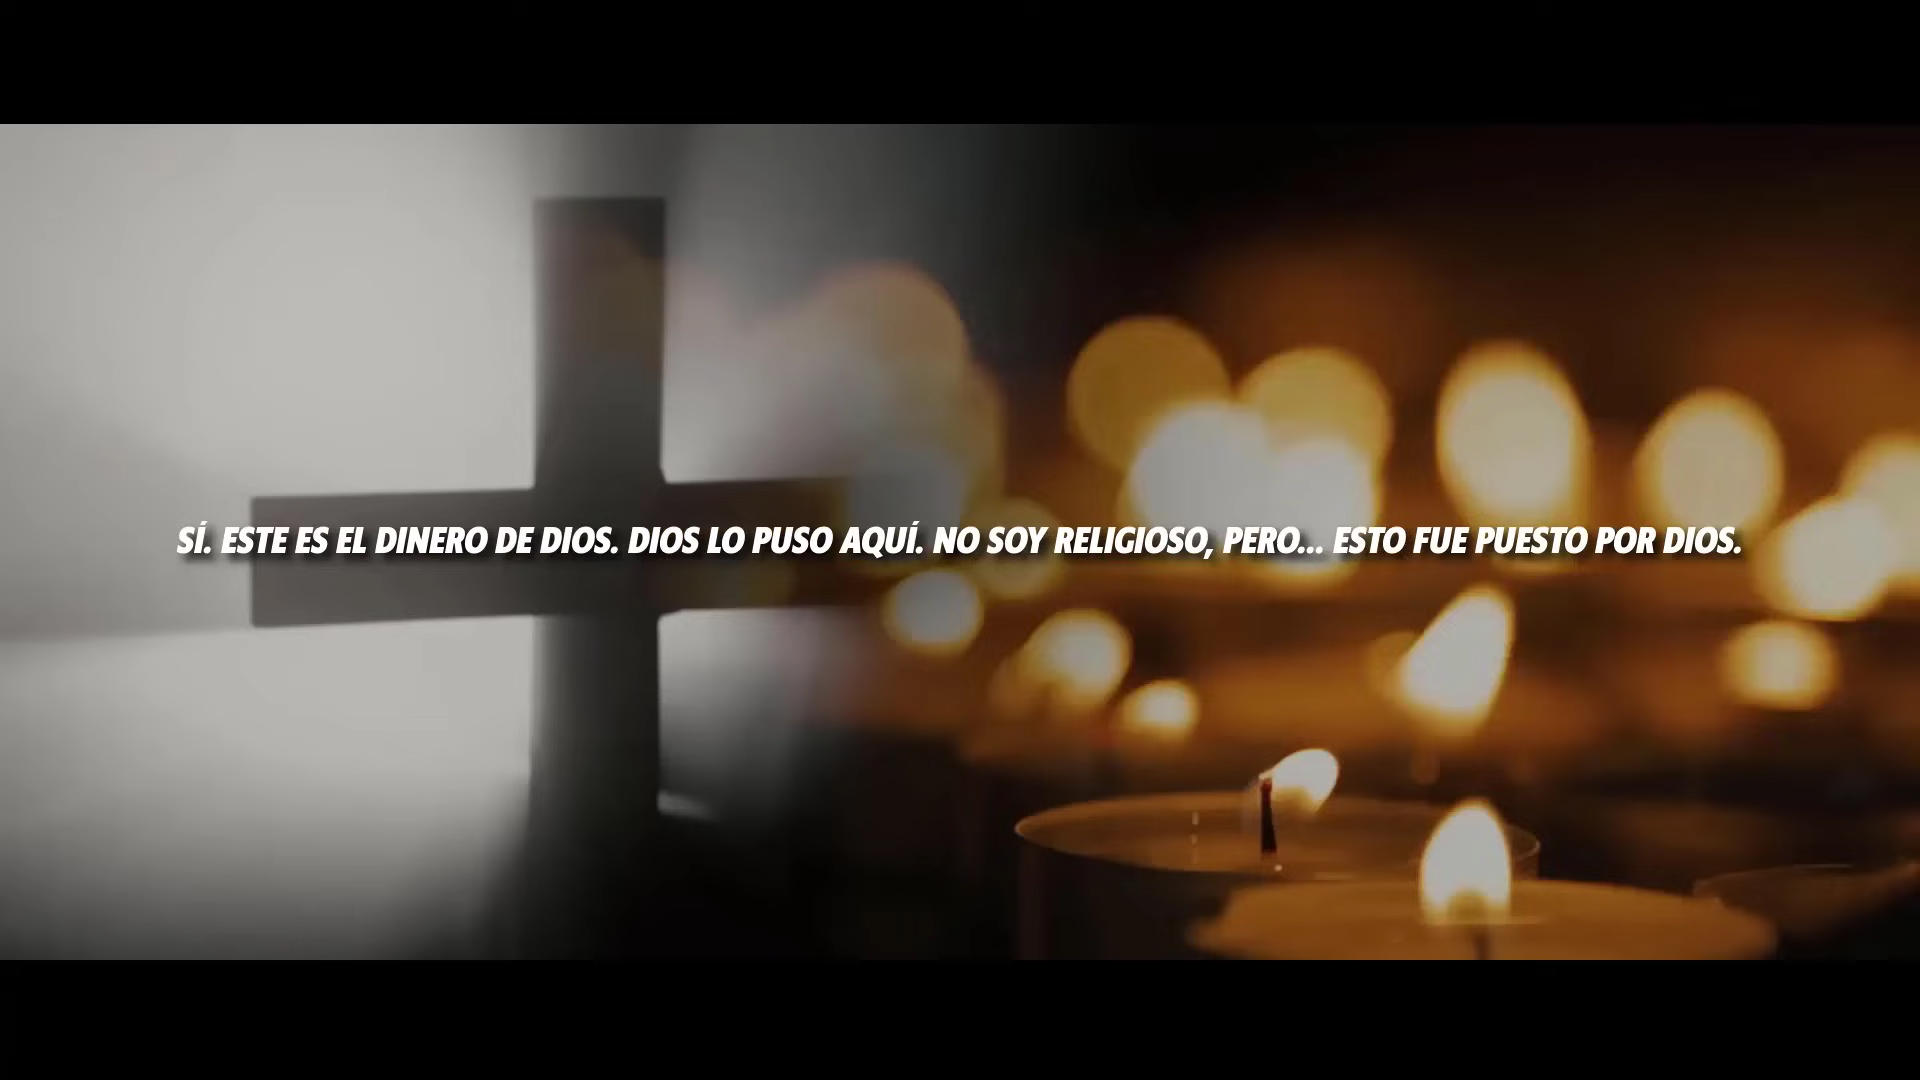 SÍ. ESTE ES EL DINERO DE DIOS. DIOS LO PUSO AQUÍ. NO SOY RELIGIOSO, PERO... ESTO FUE PUESTO POR DIOS.